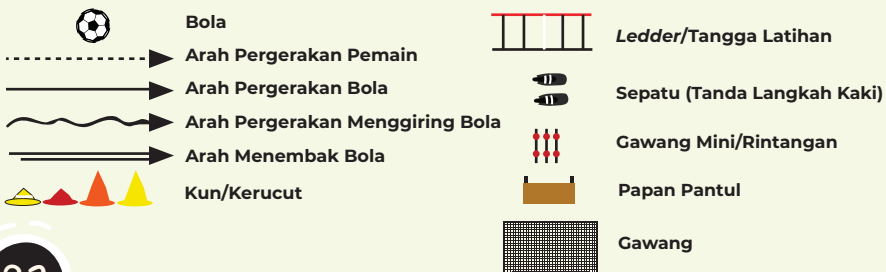 Bola
Arah Pergerakan Pemain
Arah Pergerakan Bola
Arah Pergerakan Menggiring Bola
Arah Menembak Bola
Kun/Kerucut
Ledder/Tangga Latihan
Sepatu (Tanda Langkah Kaki)
Gawang Mini/Rintangan
Papan Pantul
Gawang